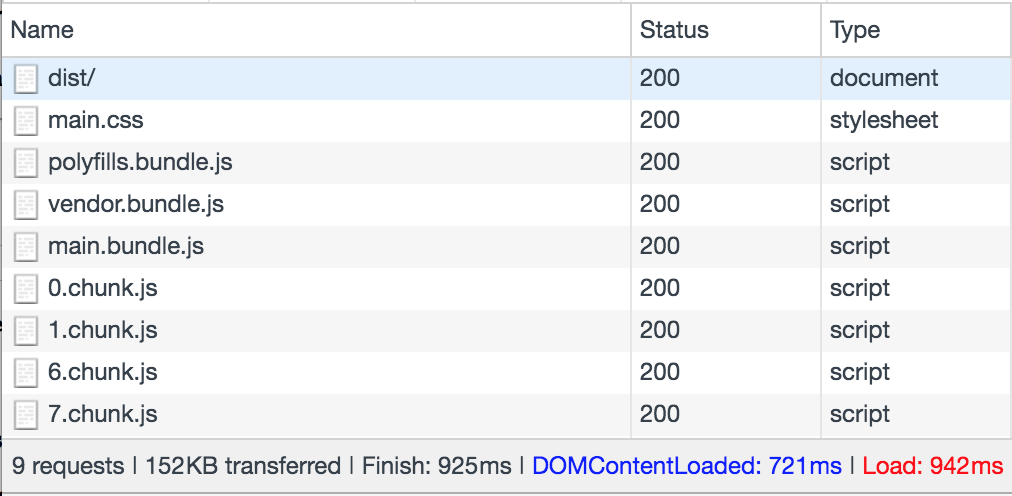 Name Status Type
dist/ 200 document
main.css 200 stylesheet
polyfills.bundle.js 200 script
vendor.bundle.js 200 script
main.bundle.js 200 script
0.chunk.js 200 script
1.chunk.js 200 script
6.chunk.js 200 script
7.chunk.js 200 script
9 requests | 152KB transferred | Finish: 925ms | DOMContentLoaded: 721ms | Load: 942ms